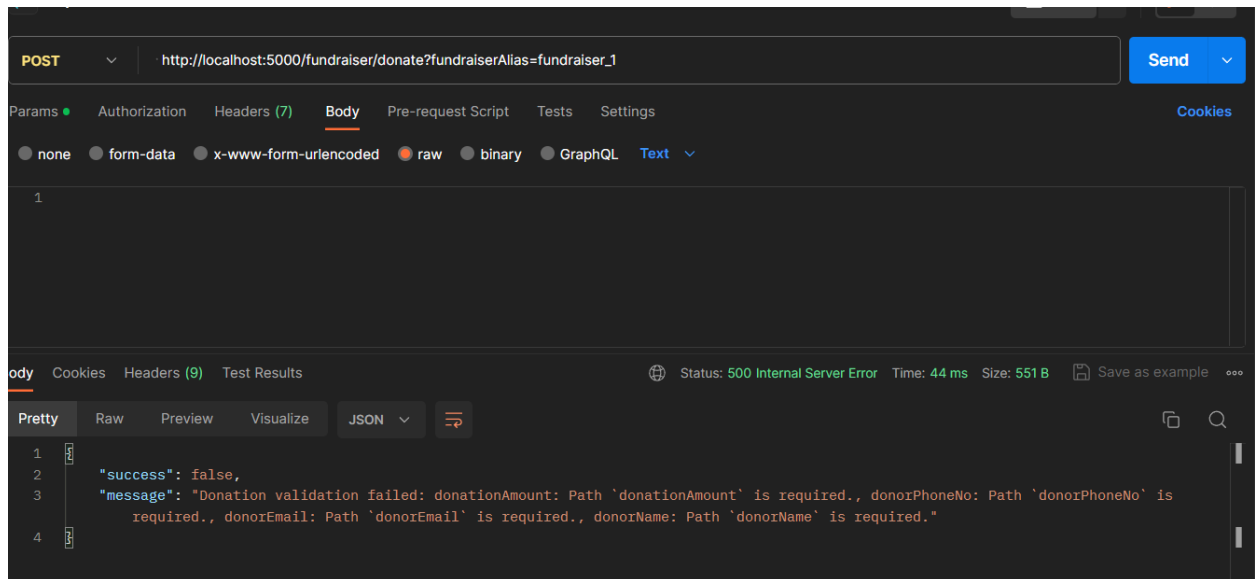 POST http://localhost:5000/fundraiser/donate?fundraiserAlias=fundraiser_1 Send
Params Authorization Headers (7) Body Pre-request Script Tests Settings Cookies
none form-data x-www-form-urlencoded raw binary GraphQL Text
1
ody Cookies Headers (9) Test Results Status: 500 Internal Server Error Time: 44 ms Size: 551 B Save as example
Pretty Raw Preview Visualize JSON
1 {
2 "success": false,
3 "message": "Donation validation failed: donationAmount: Path `donationAmount` is required., donorPhoneNo: Path `donorPhoneNo` is
required., donorEmail: Path `donorEmail` is required., donorName: Path `donorName` is required."
4 }